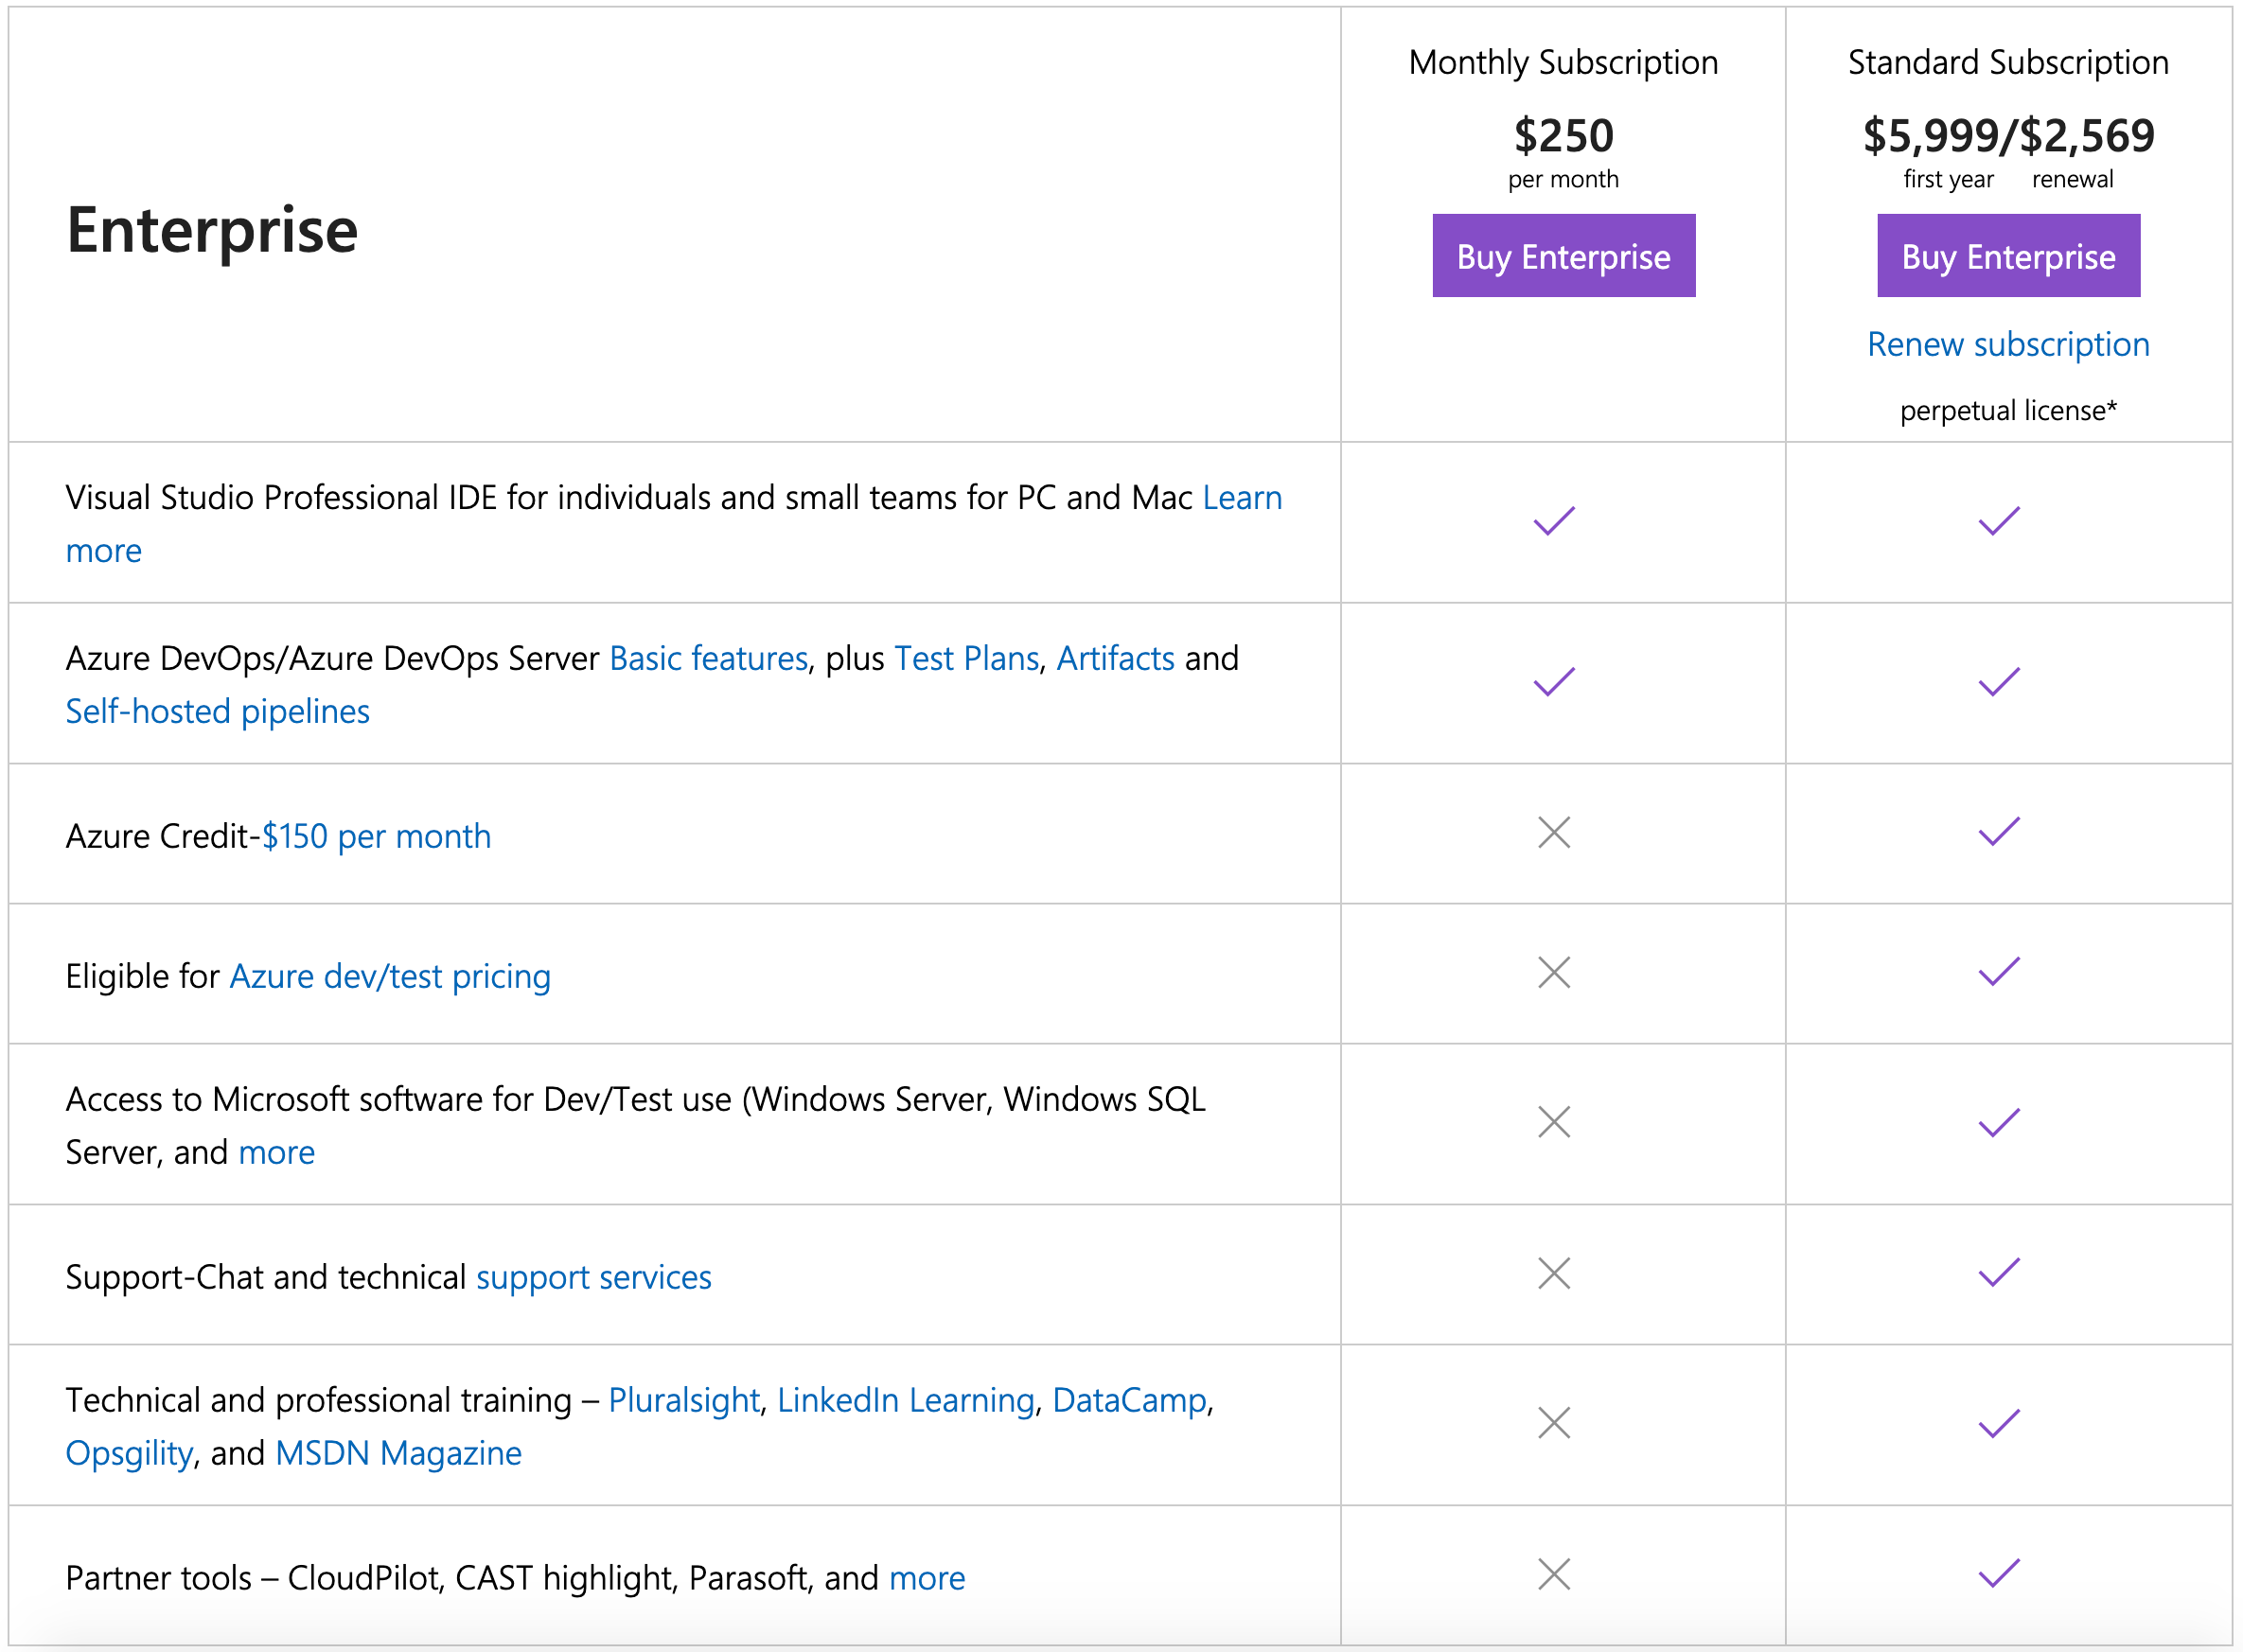 Enterprise
Monthly Subscription
$250
per month
Buy Enterprise
Standard Subscription
$5,999/$2,569
first year renewal
Buy Enterprise
Renew subscription
perpetual license*
Visual Studio Professional IDE for individuals and small teams for PC and Mac Learn
more
Azure DevOps/Azure DevOps Server Basic features, plus Test Plans, Artifacts and
Self-hosted pipelines
Azure Credit-$150 per month
Eligible for Azure dev/test pricing
Access to Microsoft software for Dev/Test use (Windows Server, Windows SQL
Server, and more
Support-Chat and technical support services
Technical and professional training – Pluralsight, LinkedIn Learning, DataCamp,
Opsgility, and MSDN Magazine
Partner tools – CloudPilot, CAST highlight, Parasoft, and more